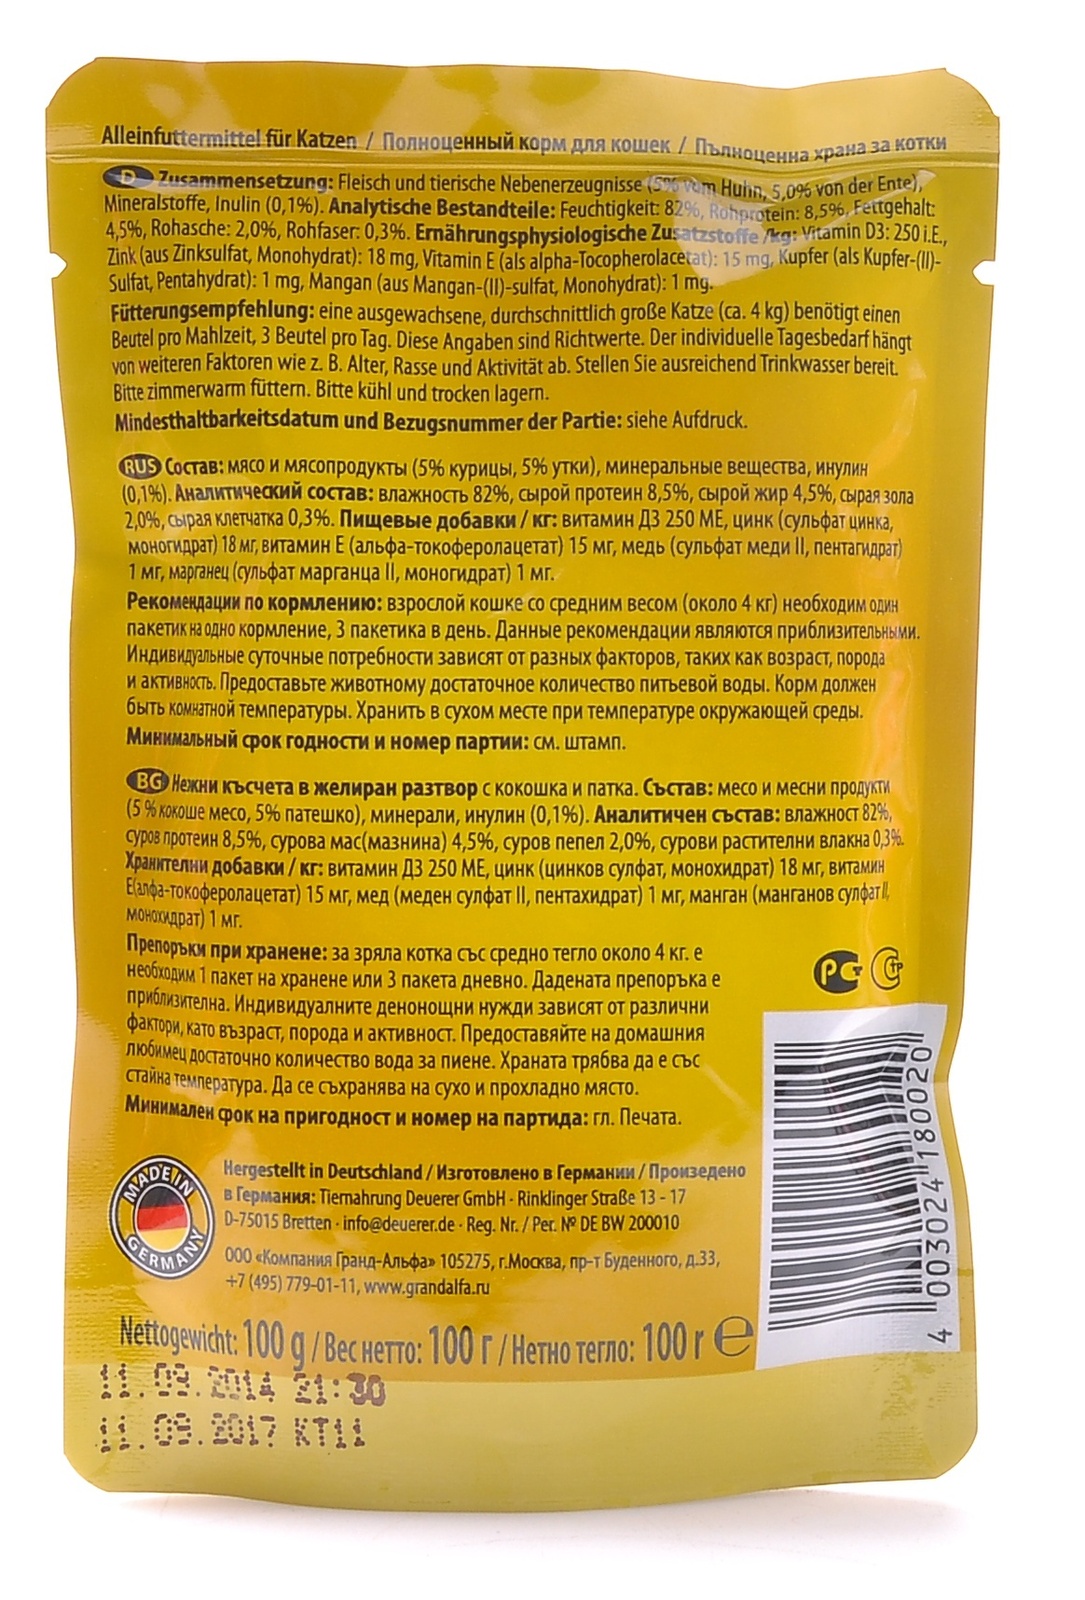 Alleinfuttermittel für Katzen / Полноценный корм для кошек / Пълноценна храна за котки
D Zusammensetzung: Fleisch und tierische Nebenerzeugnisse (5% vom Huhn, 5,0% von der Ente),
Mineralstoffe, Inulin (0,1%). Analytische Bestandteile: Feuchtigkeit: 82%, Rohprotein: 8,5%, Fettgehalt:
4,5%, Rohasche: 2,0%, Rohfaser: 0,3%. Ernährungsphysiologische Zusatzstoffe /kg: Vitamin D3: 250 i.E.,
Zink (aus Zinksulfat, Monohydrat): 18 mg, Vitamin E (als alpha-Tocopherolacetat): 15 mg, Kupfer (als Kupfer-(II)-
Sulfat, Pentahydrat): 1 mg, Mangan (aus Mangan-(II)-sulfat, Monohydrat): 1 mg.
Fütterungsempfehlung: eine ausgewachsene, durchschnittlich große Katze (ca. 4 kg) benötigt einen
Beutel pro Mahlzeit, 3 Beutel pro Tag. Diese Angaben sind Richtwerte. Der individuelle Tagesbedarf hängt
von weiteren Faktoren wie z. B. Alter, Rasse und Aktivität ab. Stellen Sie ausreichend Trinkwasser bereit.
Bitte zimmerwarm füttern. Bitte kühl und trocken lagern.
Mindesthaltbarkeitsdatum und Bezugsnummer der Partie: siehe Aufdruck.
RUS Состав: мясо и мясопродукты (5% курицы, 5% утки), минеральные вещества, инулин
(0,1%). Аналитический состав: влажность 82%, сырой протеин 8,5%, сырой жир 4,5%, сырая зола
2,0%, сырая клетчатка 0,3%. Пищевые добавки / кг: витамин Д3 250 МЕ, цинк (сульфат цинка,
моногидрат) 18 мг, витамин Е (альфа-токоферолацетат) 15 мг, медь (сульфат меди II, пентагидрат)
1 мг, марганец (сульфат марганца II, моногидрат) 1 мг.
Рекомендации по кормлению: взрослой кошке со средним весом (около 4 кг) необходим один
пакетик на одно кормление, 3 пакетика в день. Данные рекомендации являются приблизительными.
Индивидуальные суточные потребности зависят от разных факторов, таких как возраст, порода
и активность. Предоставьте животному достаточное количество питьевой воды. Корм должен
быть комнатной температуры. Хранить в сухом месте при температуре окружающей среды.
Минимальный срок годности и номер партии: см. штамп.
BG Нежни късчета в желиран разтвор с кокошка и патка. Състав: месо и месни продукти
(5 % кокоше месо, 5% патешко), минерали, инулин (0,1%). Аналитичен състав: влажност 82%,
суров протеин 8,5%, сурова мас(мазнина) 4,5%, суров пепел 2,0%, сурови растителни влакна 0,3%.
Хранителни добавки / кг: витамин Д3 250 МЕ, цинк (цинков сулфат, монохидрат) 18 мг, витамин
Е(алфа-токоферолацетат) 15 мг, мед (меден сулфат II, пентахидрат) 1 мг, манган (манганов сулфат II,
монохидрат) 1 мг.
Препоръки при хранене: за зряла котка със средно тегло около 4 кг. е
необходим 1 пакет на хранене или 3 пакета дневно. Дадената препоръка е
приблизителна. Индивидуалните денонощни нужди зависят от различни
фактори, като възраст, порода и активност. Предоставяйте на домашния
любимец достаточно количество вода за пиене. Храната трябва да е със
стайна температура. Да се съхранява на сухо и прохладно място.
Минимален срок на пригодност и номер на партида: гл. Печата.
РСТ
4 003024 180020
MADE IN GERMANY
Hergestellt in Deutschland / Изготовлено в Германии / Произедено
в Германия: Tiernahrung Deuerer GmbH · Rinklinger Straße 13 - 17
D-75015 Bretten · info@deuerer.de · Reg. Nr. / Рег. № DE BW 200010
ООО «Компания Гранд-Альфа» 105275, г.Москва, пр-т Буденного, д.33,
+7 (495) 779-01-11, www.grandalfa.ru
Nettogewicht: 100 g / Вес нетто: 100 г / Нетно тегло: 100 г e
11.09.2014 21:30
11.09.2017 KT11